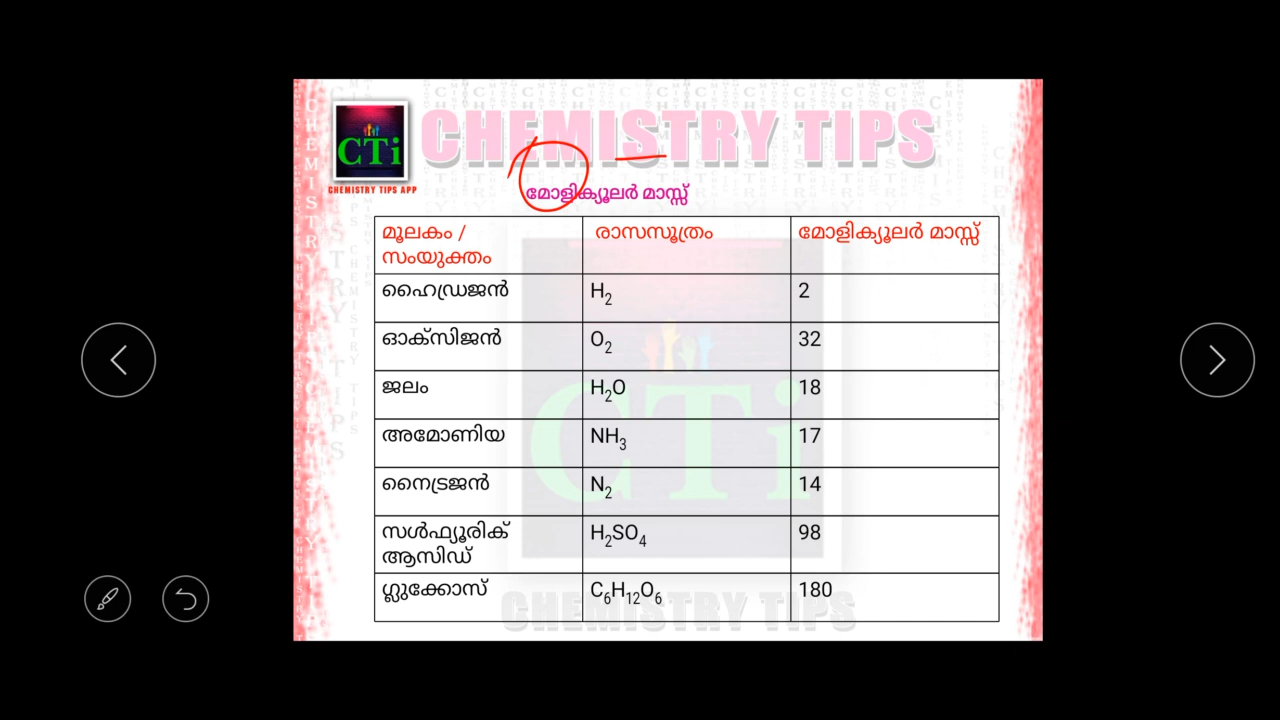 CTi
CHEMISTRY TIPS APP
CHEMISTRY TIPS
മോളിക്യൂലർ മാസ്സ്
മൂലകം / സംയുക്തം രാസസൂത്രം മോളിക്യൂലർ മാസ്സ്
ഹൈഡ്രജൻ H₂ 2
ഓക്സിജൻ O₂ 32
ജലം H₂O 18
അമോണിയ NH₃ 17
നൈട്രജൻ N₂ 14
സൾഫ്യൂരിക് ആസിഡ് H₂SO₄ 98
ഗ്ലൂക്കോസ് C₆H₁₂O₆ 180
CTi
CHEMISTRY TIPS